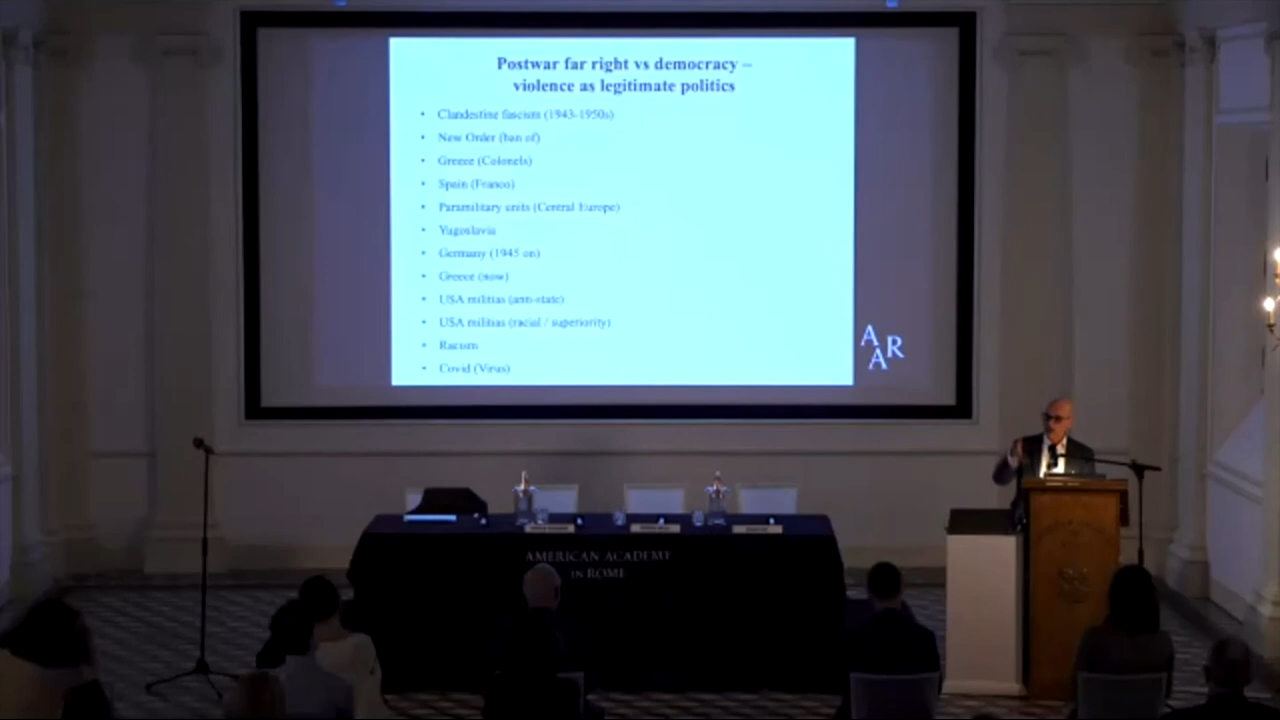 Postwar far right vs democracy –
violence as legitimate politics
• Clandestine fascism (1943-1950s)
• New Order (ban of)
• Greece (Colonels)
• Spain (Franco)
• Paramilitary units (Central Europe)
• Yugoslavia
• Germany (1945 on)
• Greece (now)
• USA militias (anti-state)
• USA militias (racial / superiority)
• Racism
• Covid (Virus)
AAR
AMERICAN ACADEMY
IN ROME